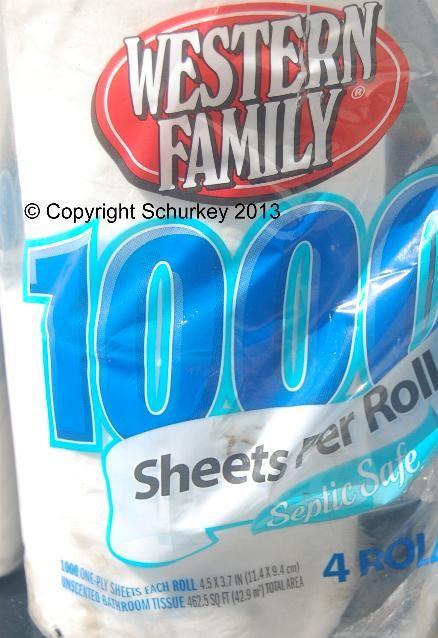 WESTERN
FAMILY ®
© Copyright Schurkey 2013
1000
Sheets Per Roll
Septic Safe
1000 ONE-PLY SHEETS EACH ROLL 4.5 X 3.7 IN (11.4 X 9.4 cm)
UNSCENTED BATHROOM TISSUE 462.5 SQ FT (42.9 m²) TOTAL AREA
4